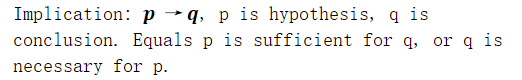 Implication: p → q, p is hypothesis, q is
conclusion. Equals p is sufficient for q, or q is
necessary for p.